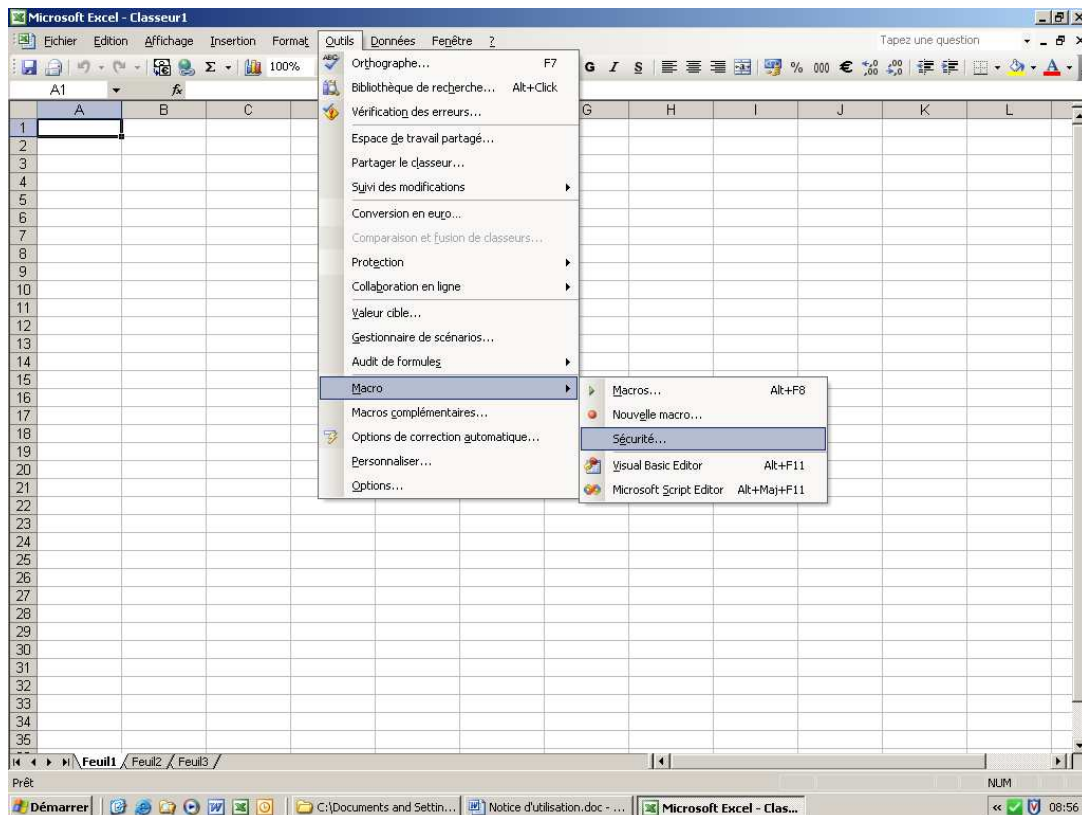 Microsoft Excel - Classeur1
Fichier Edition Affichage Insertion Format Outils Données Fenêtre ? Tapez une question
Σ 100% G I S % 000 € ,00
A1 fx
A B C G H I J K L
Orthographe... F7
Bibliothèque de recherche... Alt+Click
Vérification des erreurs...
Espace de travail partagé...
Partager le classeur...
Suivi des modifications
Conversion en euro...
Comparaison et fusion de classeurs...
Protection
Collaboration en ligne
Valeur cible...
Gestionnaire de scénarios...
Audit de formules
Macro
Macros complémentaires...
Options de correction automatique...
Personnaliser...
Options...
Macros... Alt+F8
Nouvelle macro...
Sécurité...
Visual Basic Editor Alt+F11
Microsoft Script Editor Alt+Maj+F11
1
2
3
4
5
6
7
8
9
10
11
12
13
14
15
16
17
18
19
20
21
22
23
24
25
26
27
28
29
30
31
32
33
34
35
Feuil1 Feuil2 Feuil3
Prêt NUM
Démarrer C:\Documents and Settin... Notice d'utilisation.doc - ... Microsoft Excel - Clas... « 08:56